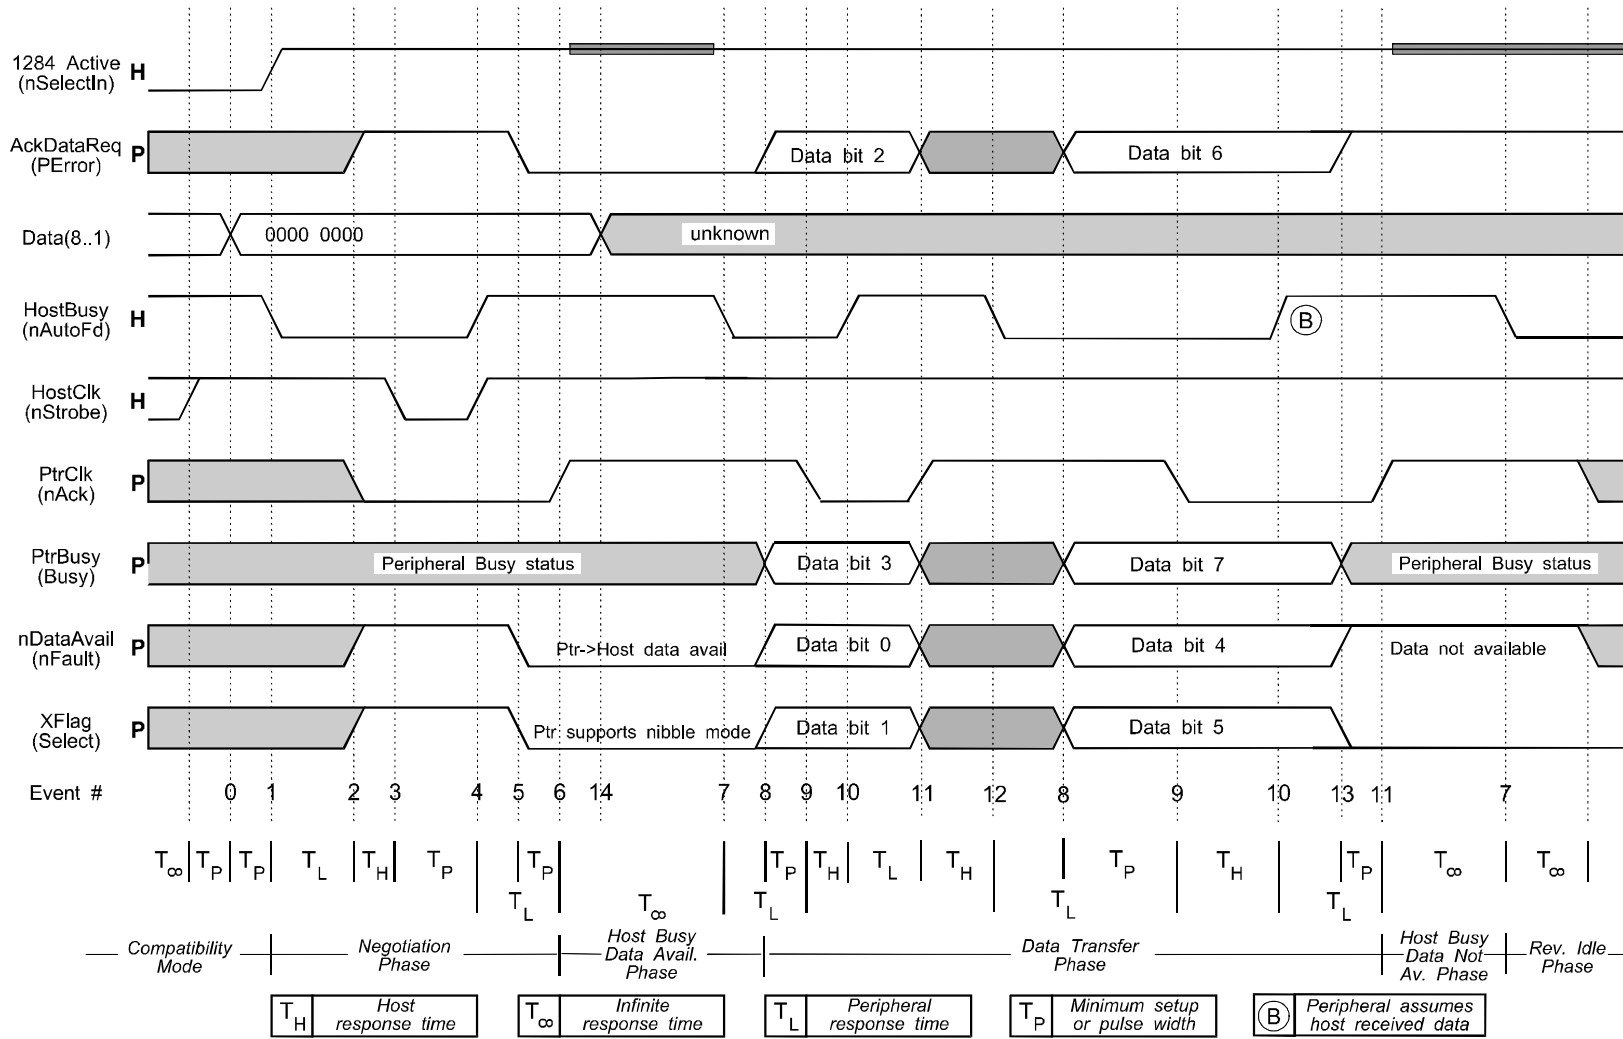 1284 Active
(nSelectIn)
H
AckDataReq
(PError)
P
Data bit 2
Data bit 6
Data(8..1)
0000 0000
unknown
HostBusy
(nAutoFd)
H
B
HostClk
(nStrobe)
H
PtrClk
(nAck)
P
PtrBusy
(Busy)
P
Peripheral Busy status
Data bit 3
Data bit 7
Peripheral Busy status
nDataAvail
(nFault)
P
Ptr->Host data avail
Data bit 0
Data bit 4
Data not available
XFlag
(Select)
P
Ptr supports nibble mode
Data bit 1
Data bit 5
Event # 0 1 2 3 4 5 6 14 7 8 9 10 11 12 8 9 10 13 11 7
T∞ TP TP TL TH TP TP TP TH TL TH TP TH TP T∞ T∞
TL T∞ TL TL TL
Compatibility
Mode
Negotiation
Phase
Host Busy
Data Avail.
Phase
Data Transfer
Phase
Host Busy
Data Not
Av. Phase
Rev. Idle
Phase
TH
Host
response time
T∞
Infinite
response time
TL
Peripheral
response time
TP
Minimum setup
or pulse width
B
Peripheral assumes
host received data